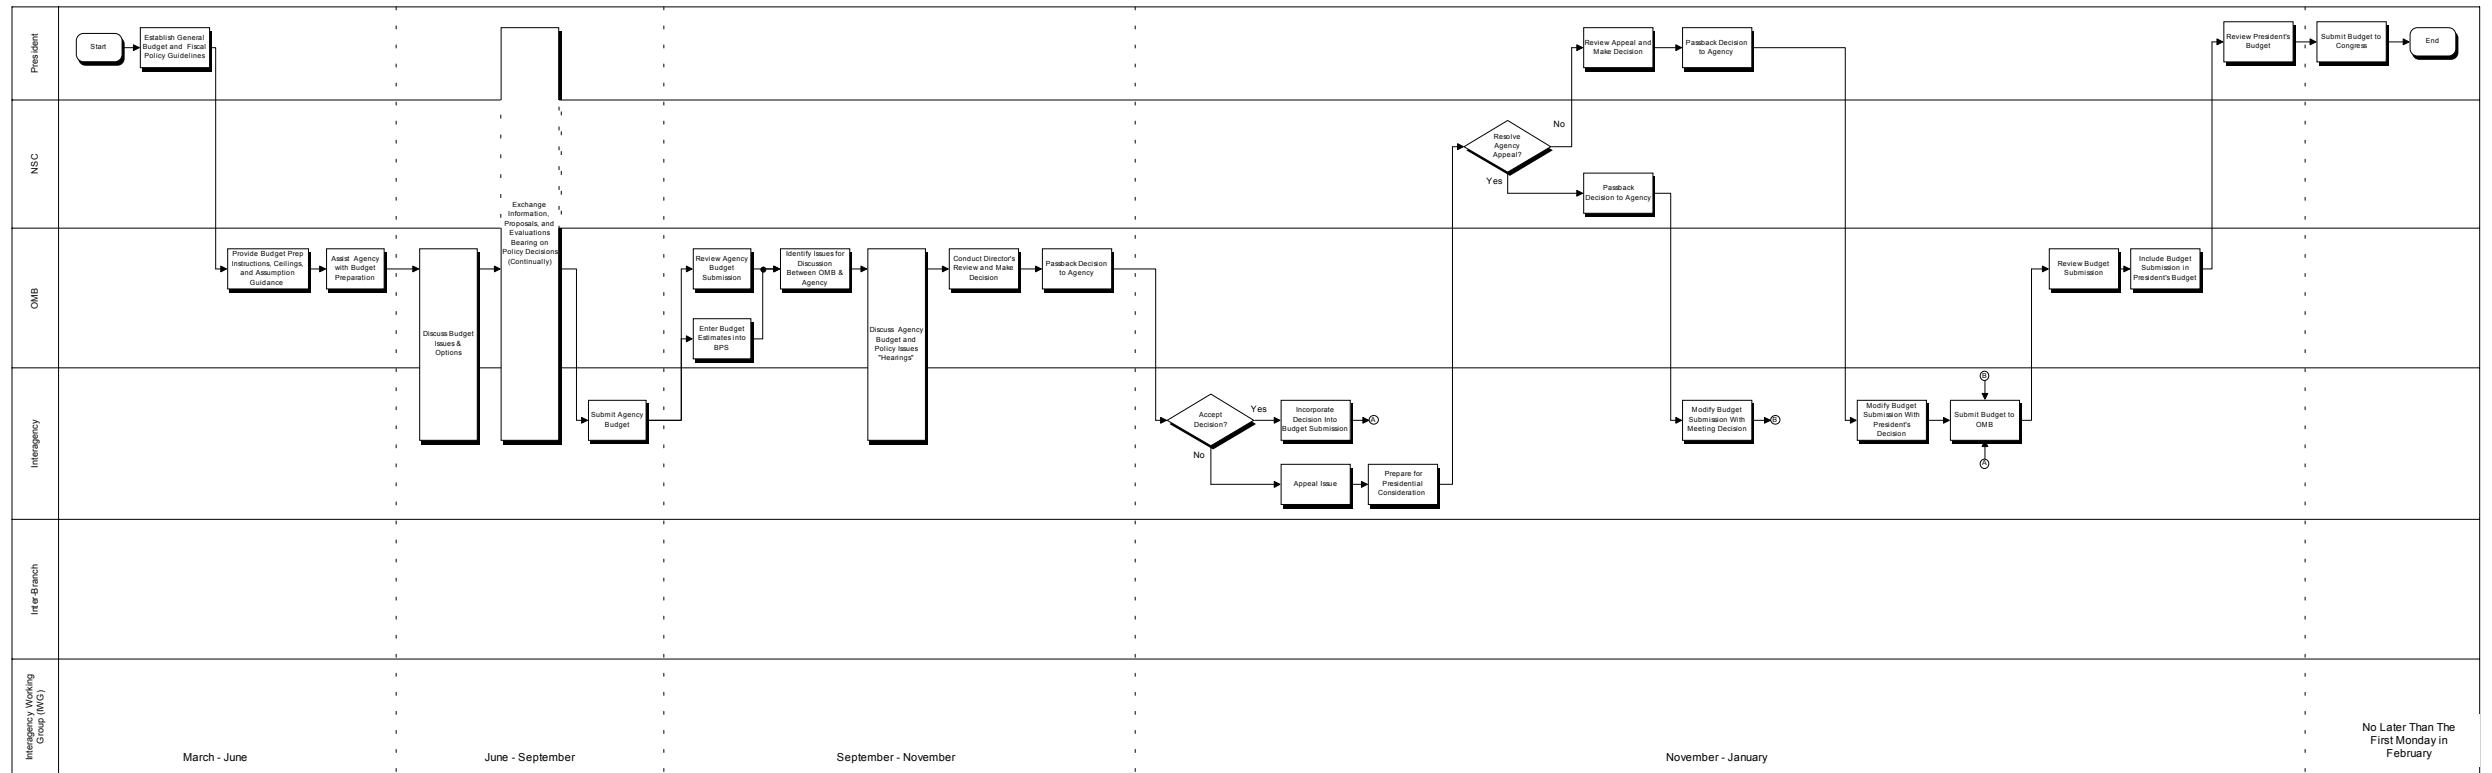 President
Start
Establish General
Budget and Fiscal
Policy Guidelines
Review Appeal and
Make Decision
Passback Decision
to Agency
Review President's
Budget
Submit Budget to
Congress
End
NSC
Exchange
Information,
Proposals, and
Evaluations
Bearing on
Policy Decisions
(Continually)
Resolve
Agency
Appeal?
No
Yes
Passback
Decision to Agency
OMB
Provide Budget Prep
Instructions, Ceilings,
and Assumption
Guidance
Assist Agency
with Budget
Preparation
Discuss Budget
Issues &
Options
Review Agency
Budget
Submission
Enter Budget
Estimates into
BPS
Identify Issues for
Discussion
Between OMB &
Agency
Discuss Agency
Budget and
Policy Issues
"Hearings"
Conduct Director's
Review and Make
Decision
Passback Decision
to Agency
Review Budget
Submission
Include Budget
Submission in
President's Budget
Interagency
Submit Agency
Budget
Accept
Decision?
Yes
No
Incorporate
Decision Into
Budget Submission
A
Appeal Issue
Prepare for
Presidential
Consideration
Modify Budget
Submission With
Meeting Decision
B
Modify Budget
Submission With
President's
Decision
B
Submit Budget to
OMB
A
Inter-Branch
Interagency Working
Group (IWG)
March - June
June - September
September - November
November - January
No Later Than The
First Monday in
February